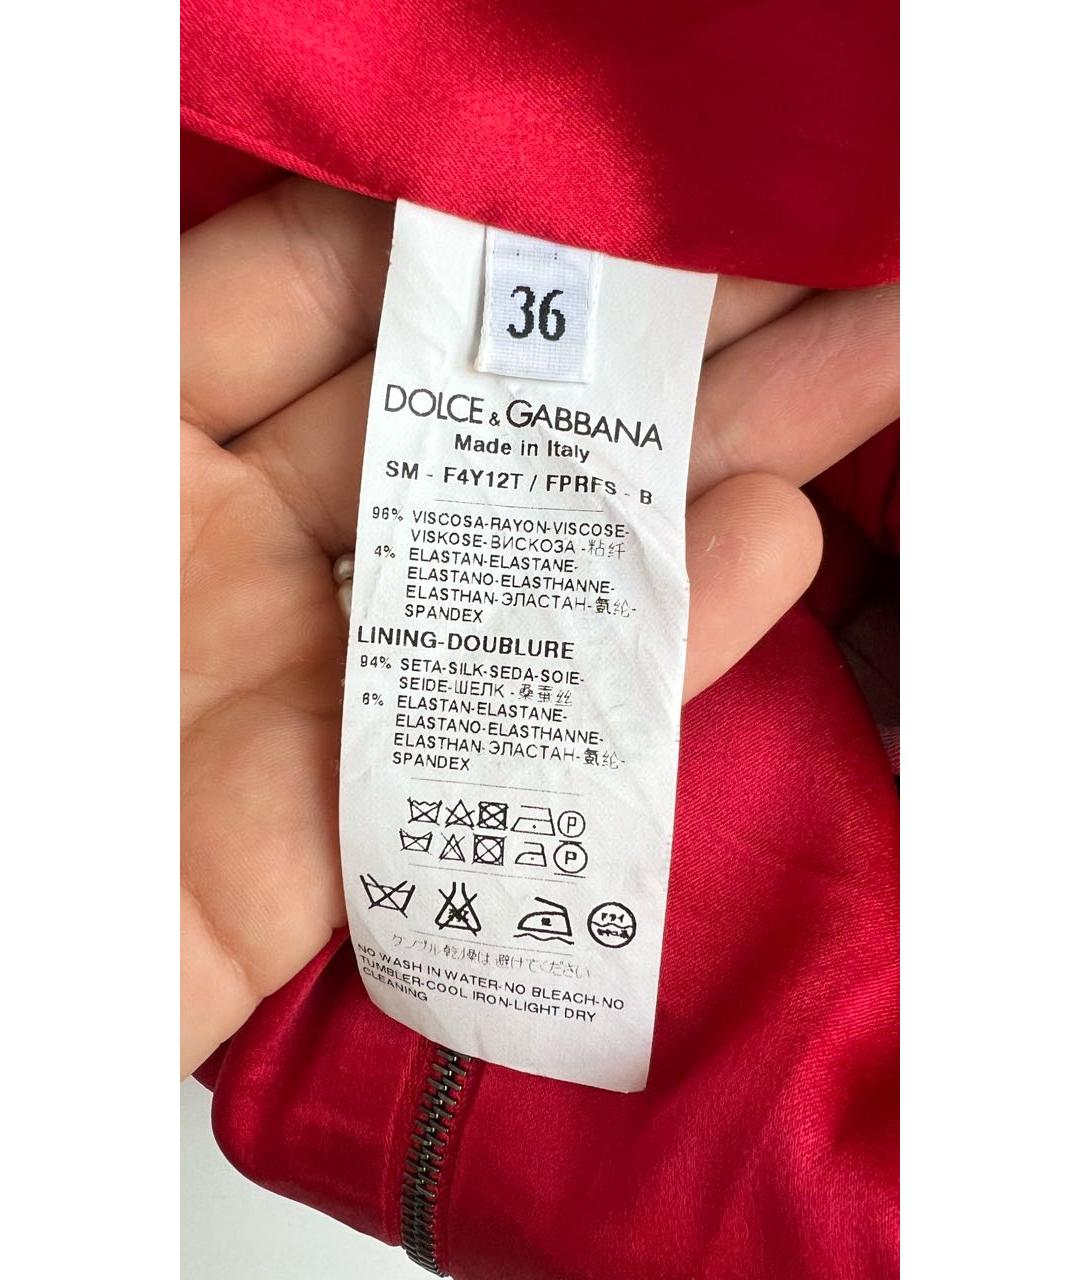 36
DOLCE & GABBANA
Made in Italy
SM - F4Y12T / FPRFS - B
96% VISCOSA-RAYON-VISCOSE-
VISKOSE-ВИСКОЗА -粘纤
4% ELASTAN-ELASTANE-
ELASTANO-ELASTHANNE-
ELASTHAN-ЭЛАСТАН-氨纶-
SPANDEX
LINING-DOUBLURE
94% SETA-SILK-SEDA-SOIE-
SEIDE-ШЕЛК -桑蚕丝
6% ELASTAN-ELASTANE-
ELASTANO-ELASTHANNE-
ELASTHAN-ЭЛАСТАН-氨纶-
SPANDEX
P
P
ドライ
タンブル乾燥は避けてください
NO WASH IN WATER-NO BLEACH-NO
TUMBLER-COOL IRON-LIGHT DRY
CLEANING